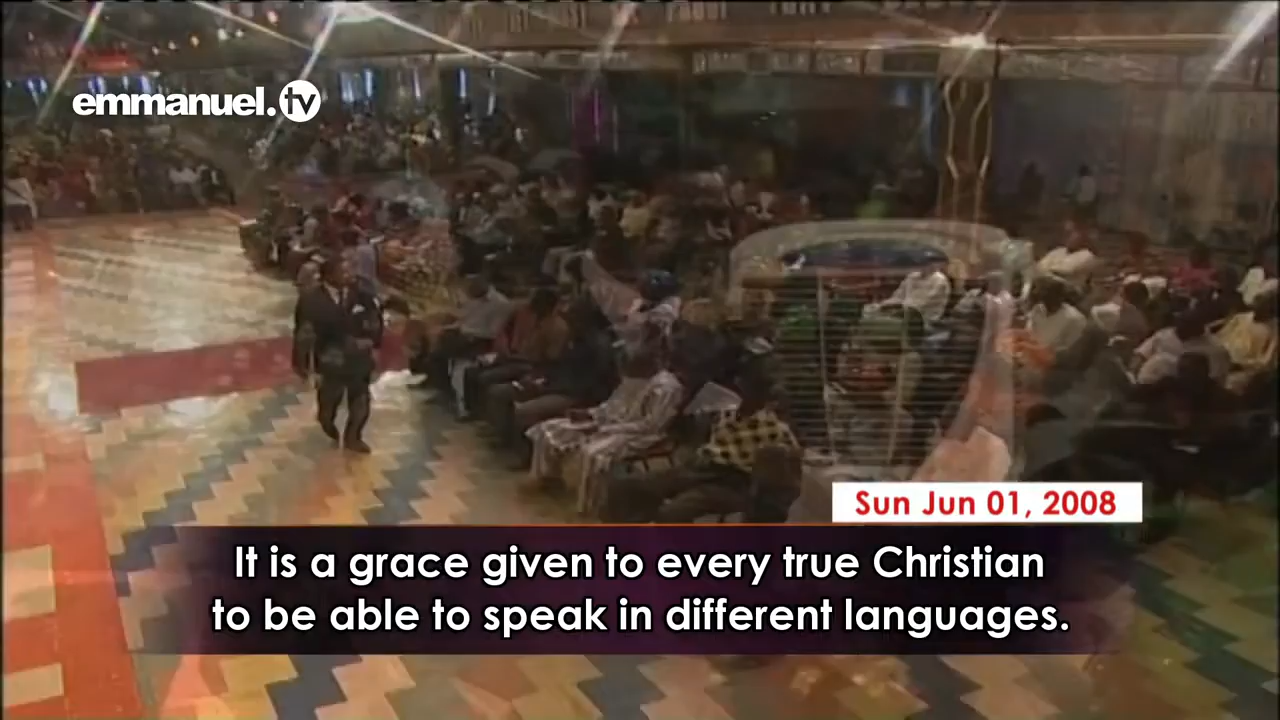 emmanuel.tv
Sun Jun 01, 2008
It is a grace given to every true Christian
to be able to speak in different languages.